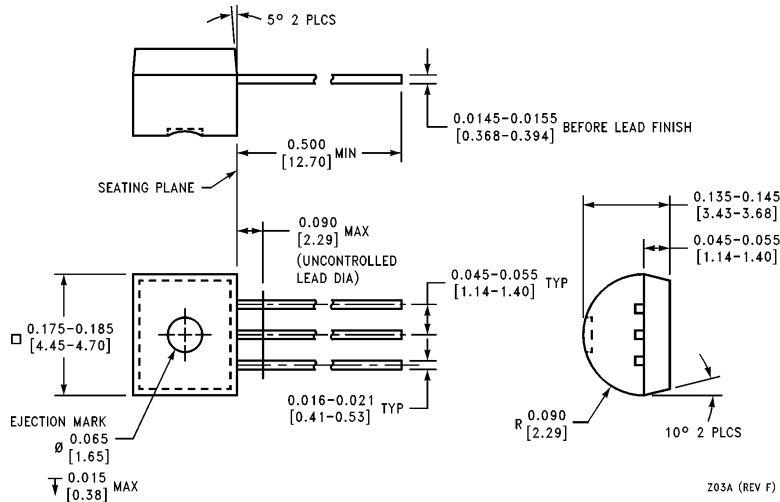 5° 2 PLCS
0.0145-0.0155
[0.368-0.394] BEFORE LEAD FINISH
0.500
[12.70] MIN
SEATING PLANE
0.090
[2.29] MAX
(UNCONTROLLED
LEAD DIA)
0.135-0.145
[3.43-3.68]
0.045-0.055
[1.14-1.40]
0.045-0.055
[1.14-1.40] TYP
0.175-0.185
[4.45-4.70]
0.016-0.021
[0.41-0.53] TYP
EJECTION MARK
Ø 0.065
[1.65]
0.015
[0.38] MAX
R 0.090
[2.29]
10° 2 PLCS
Z03A (REV F)